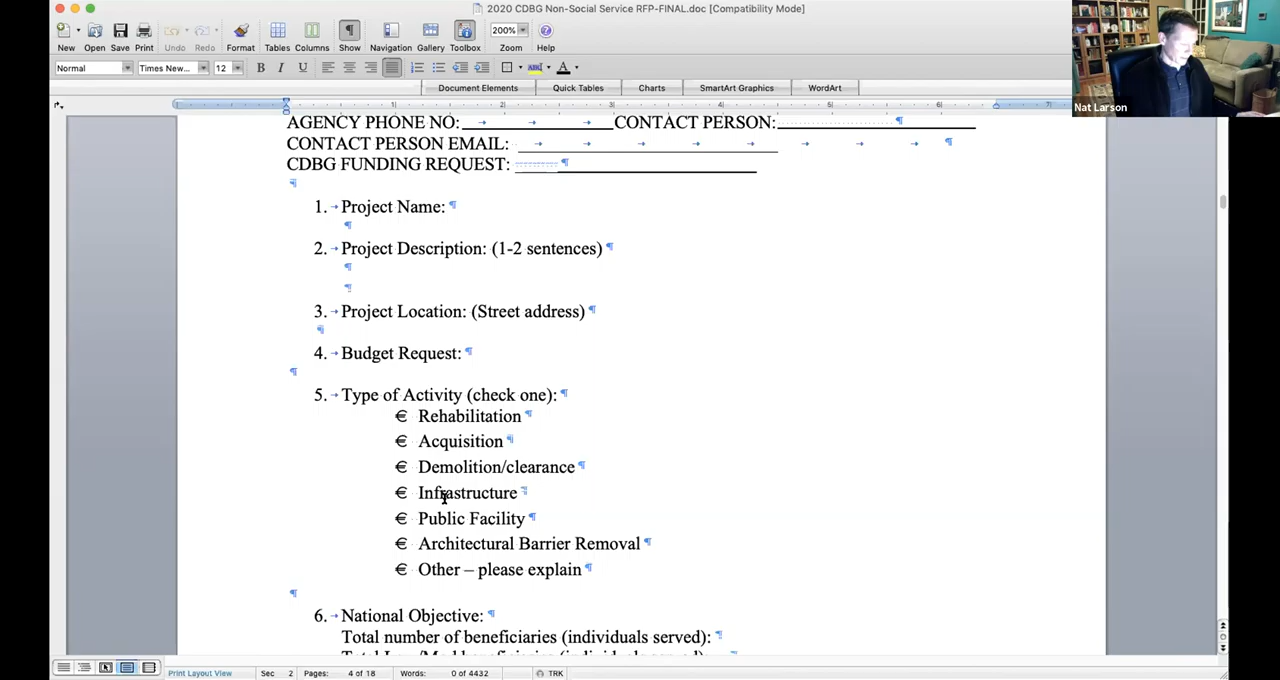 2020 CDBG Non-Social Service RFP-FINAL.doc [Compatibility Mode]
New Open Save Print Undo Redo Format Tables Columns Show Navigation Gallery Toolbox Zoom Help
200%
Normal Times New... 12 B I U
Document Elements Quick Tables Charts SmartArt Graphics WordArt
Nat Larson
AGENCY PHONE NO: CONTACT PERSON:
CONTACT PERSON EMAIL:
CDBG FUNDING REQUEST:
1. Project Name:
2. Project Description: (1-2 sentences)
3. Project Location: (Street address)
4. Budget Request:
5. Type of Activity (check one):
€ Rehabilitation
€ Acquisition
€ Demolition/clearance
€ Infrastructure
€ Public Facility
€ Architectural Barrier Removal
€ Other – please explain
6. National Objective:
Total number of beneficiaries (individuals served):
Print Layout View Sec 2 Pages: 4 of 18 Words: 0 of 4432 TRK